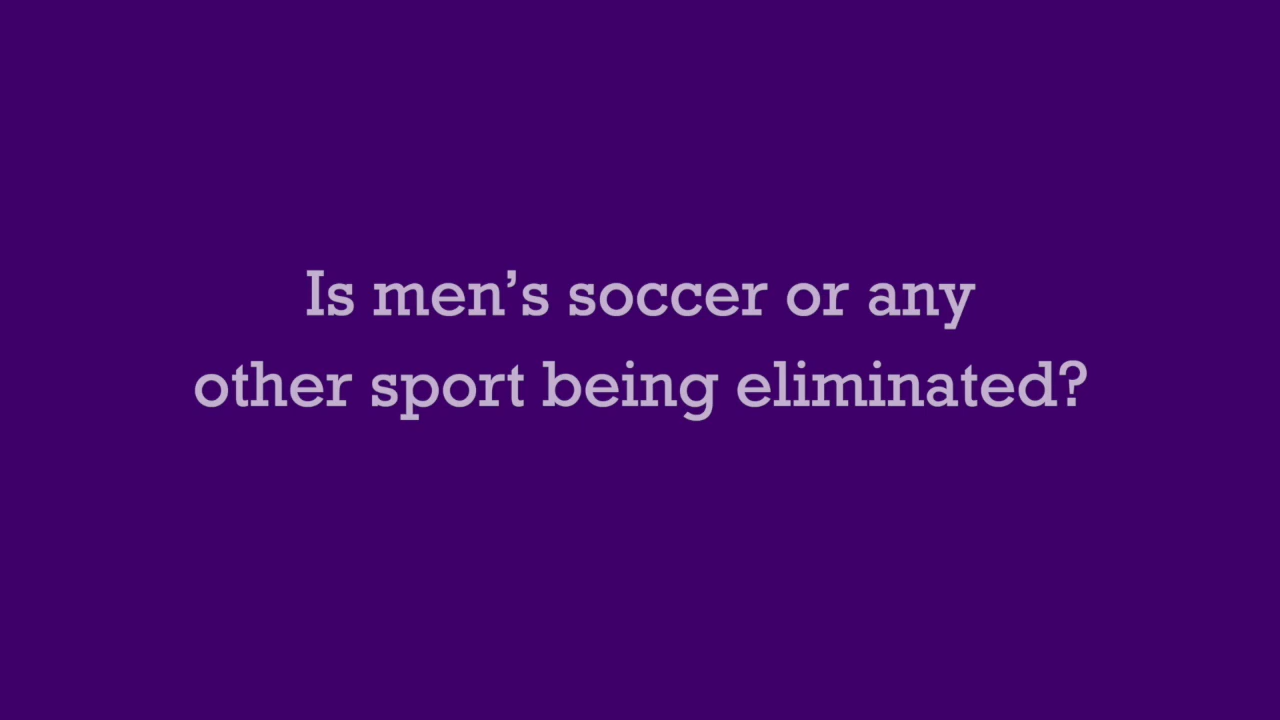 Is men’s soccer or any
other sport being eliminated?